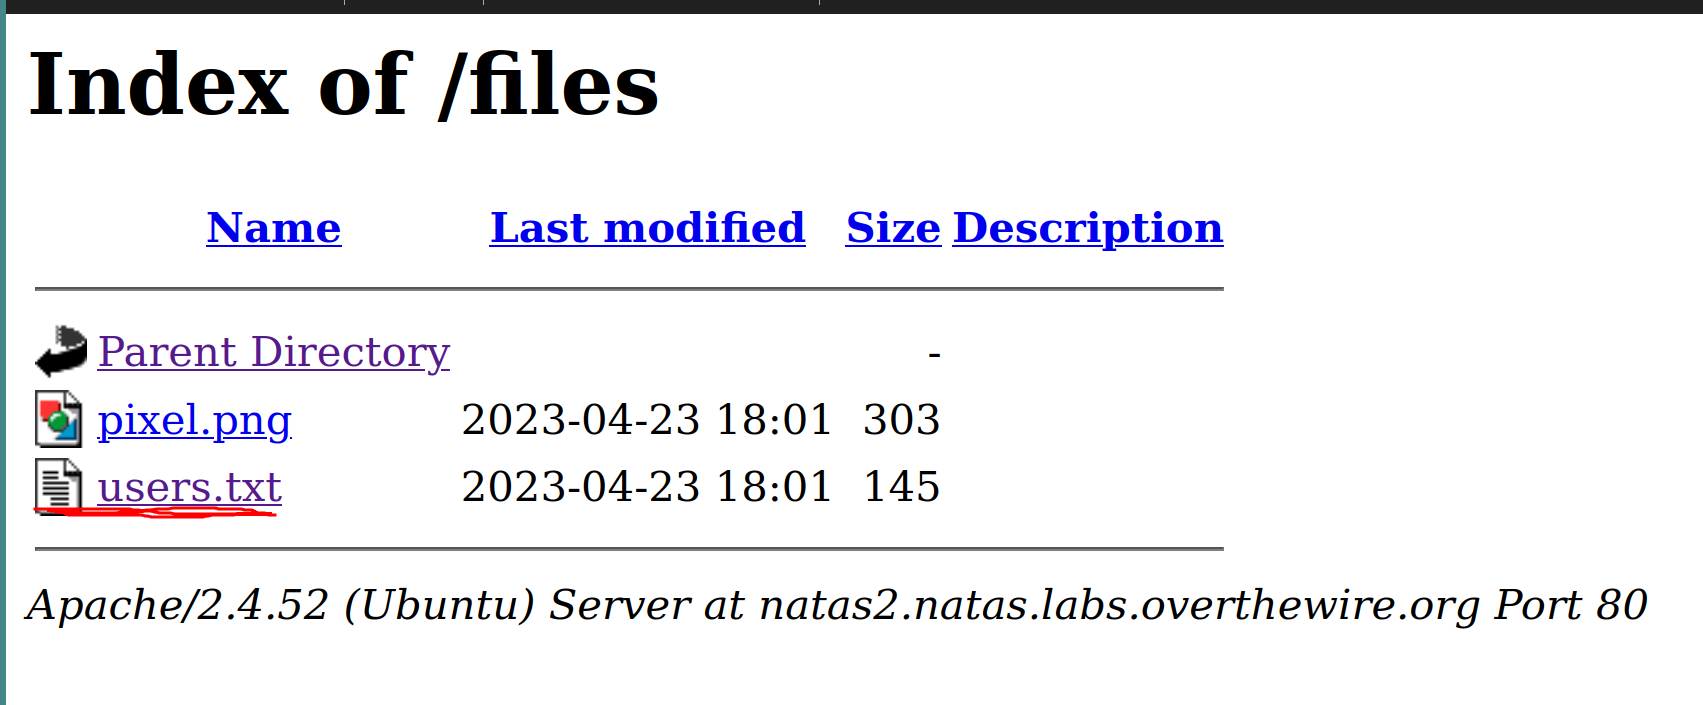 Index of /files
Name Last modified Size Description
Parent Directory -
pixel.png 2023-04-23 18:01 303
users.txt 2023-04-23 18:01 145
Apache/2.4.52 (Ubuntu) Server at natas2.natas.labs.overthewire.org Port 80